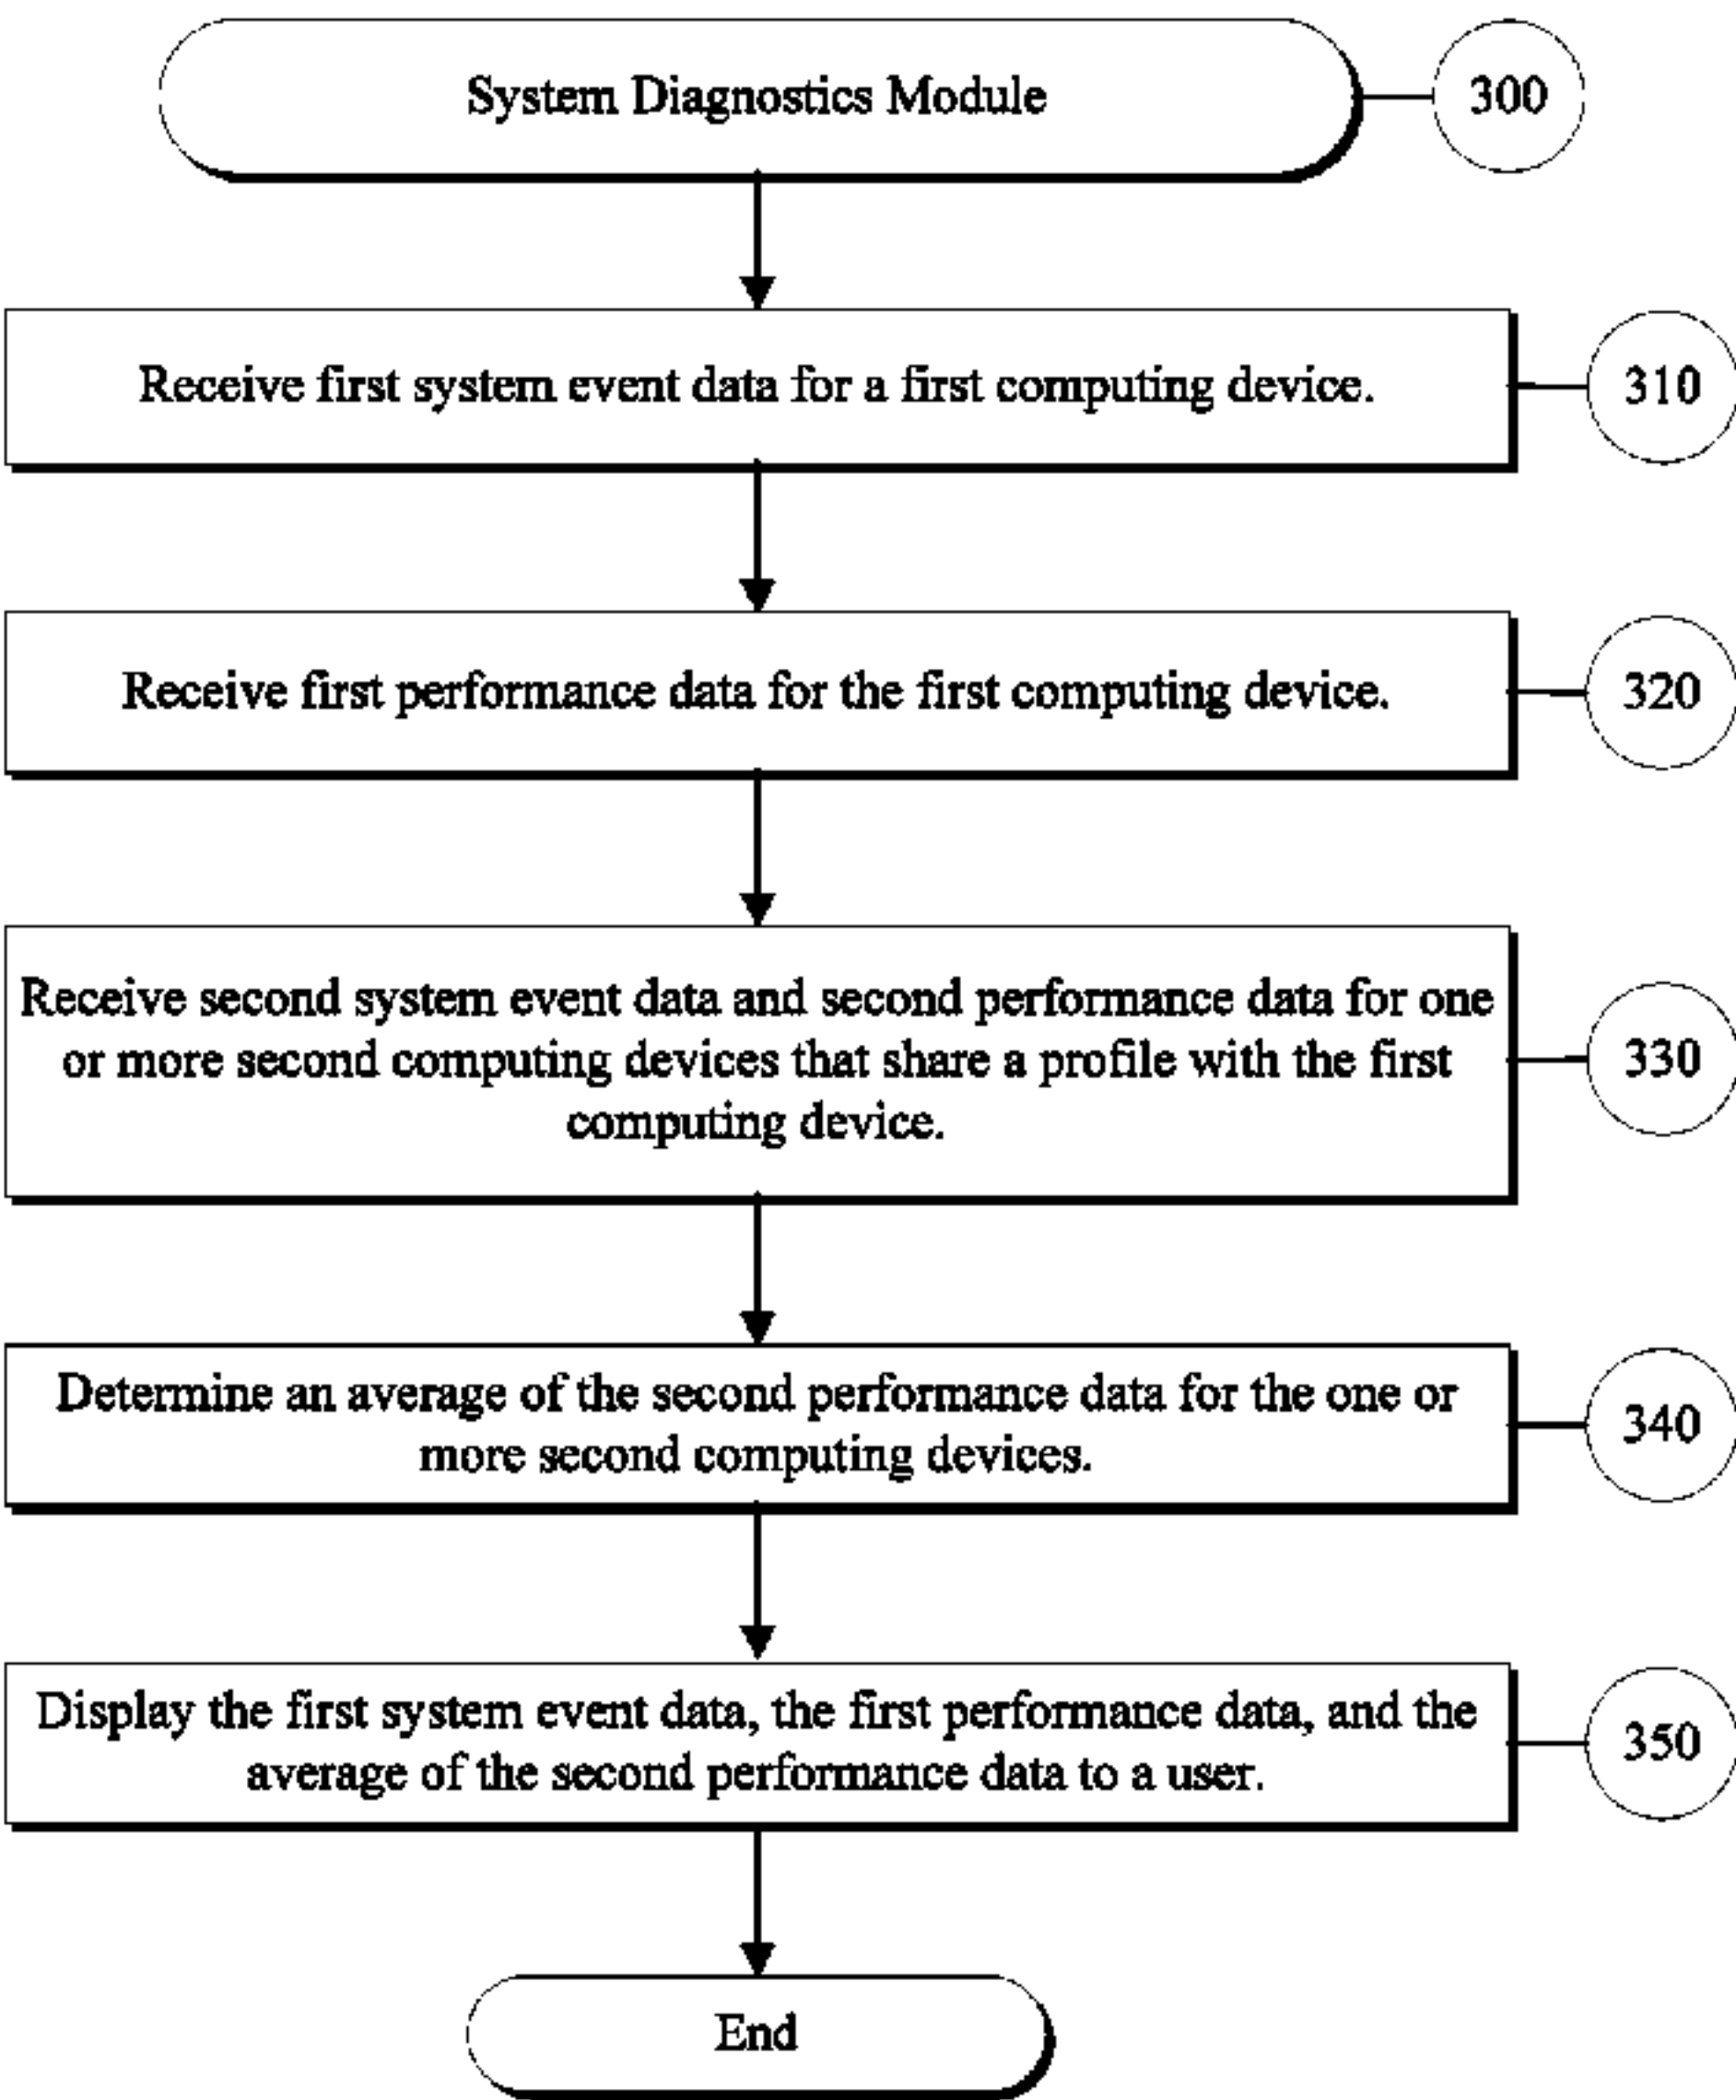 System Diagnostics Module
300
Receive first system event data for a first computing device.
310
Receive first performance data for the first computing device.
320
Receive second system event data and second performance data for one
or more second computing devices that share a profile with the first
computing device.
330
Determine an average of the second performance data for the one or
more second computing devices.
340
Display the first system event data, the first performance data, and the
average of the second performance data to a user.
350
End